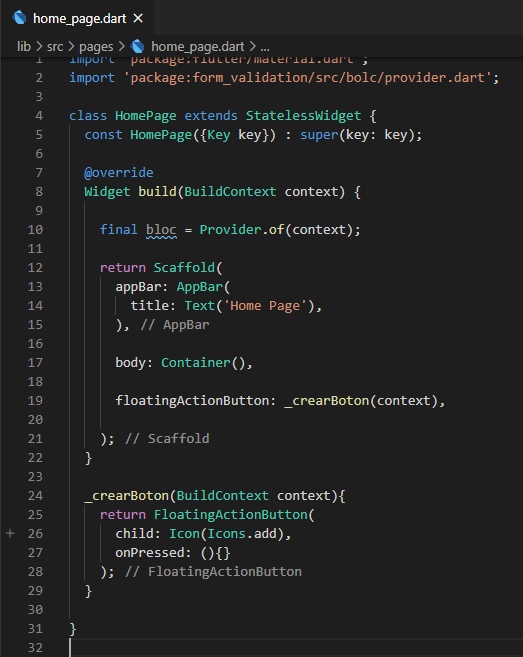 home_page.dart ×
lib > src > pages > home_page.dart > ...
1 import 'package:flutter/material.dart';
2 import 'package:form_validation/src/bolc/provider.dart';
3
4 class HomePage extends StatelessWidget {
5   const HomePage({Key key}) : super(key: key);
6
7   @override
8   Widget build(BuildContext context) {
9
10     final bloc = Provider.of(context);
11
12     return Scaffold(
13       appBar: AppBar(
14         title: Text('Home Page'),
15       ), // AppBar
16
17       body: Container(),
18
19       floatingActionButton: _crearBoton(context),
20
21     ); // Scaffold
22   }
23
24   _crearBoton(BuildContext context){
25     return FloatingActionButton(
+ 26       child: Icon(Icons.add),
27       onPressed: (){}
28     ); // FloatingActionButton
29   }
30
31 }
32